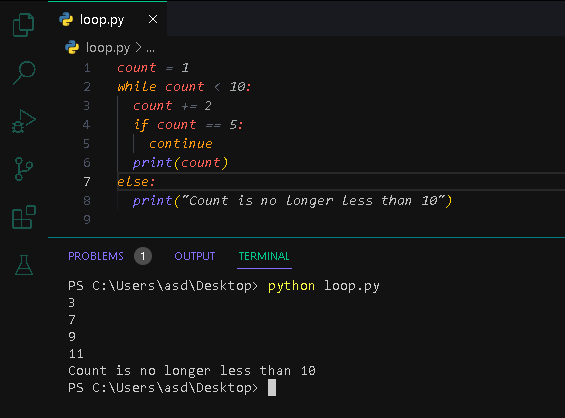 loop.py
loop.py > ...
1 count = 1
2 while count < 10:
3 count += 2
4 if count == 5:
5 continue
6 print(count)
7 else:
8 print("Count is no longer less than 10")
9
PROBLEMS 1 OUTPUT TERMINAL
PS C:\Users\asd\Desktop> python loop.py
3
7
9
11
Count is no longer less than 10
PS C:\Users\asd\Desktop>